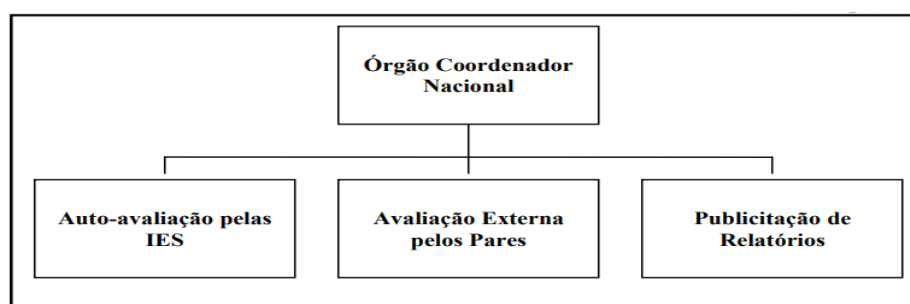 Órgão Coordenador
Nacional
Auto-avaliação pelas
IES
Avaliação Externa
pelos Pares
Publicitação de
Relatórios